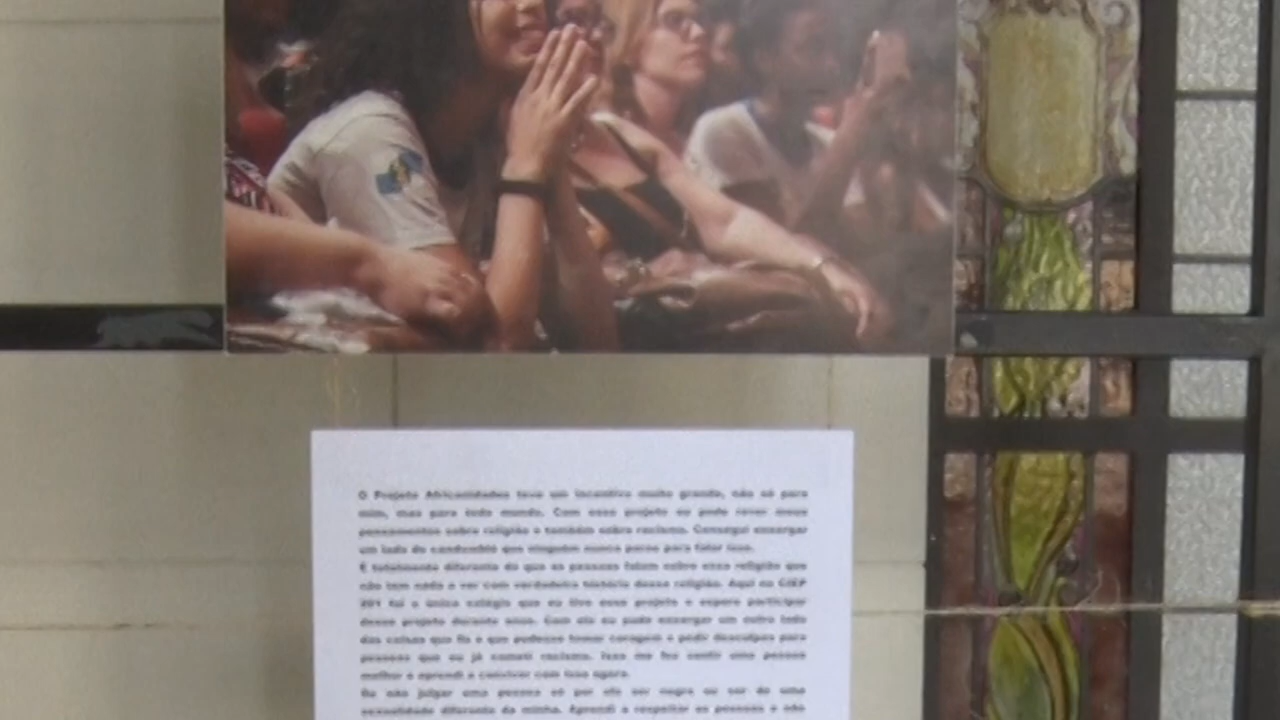 O Projeto Africanidades teve um incentivo muito grande, não só para
mim, mas para todo mundo. Com esse projeto eu pude rever meus
pensamentos sobre religião e também sobre racismo. Consegui enxergar
um lado do candomblé que ninguém nunca parou para falar isso.
É totalmente diferente do que as pessoas falam sobre essa religião que
não tem nada a ver com verdadeira história dessa religião. Aqui no CIEP
201 foi o único colégio que eu tive esse projeto e espero participar
desse projeto durante anos. Com ele eu pude enxergar um outro lado
das coisas que fiz e que pudesse tomar coragem e pedir desculpas para
pessoas que eu já cometi racismo. Isso me fez sentir uma pessoa
melhor e aprendi a conviver com isso agora.
Eu não julgar uma pessoa só por ela ser negra ou ser de uma
sexualidade diferente da minha. Aprendi a respeitar as pessoas e não